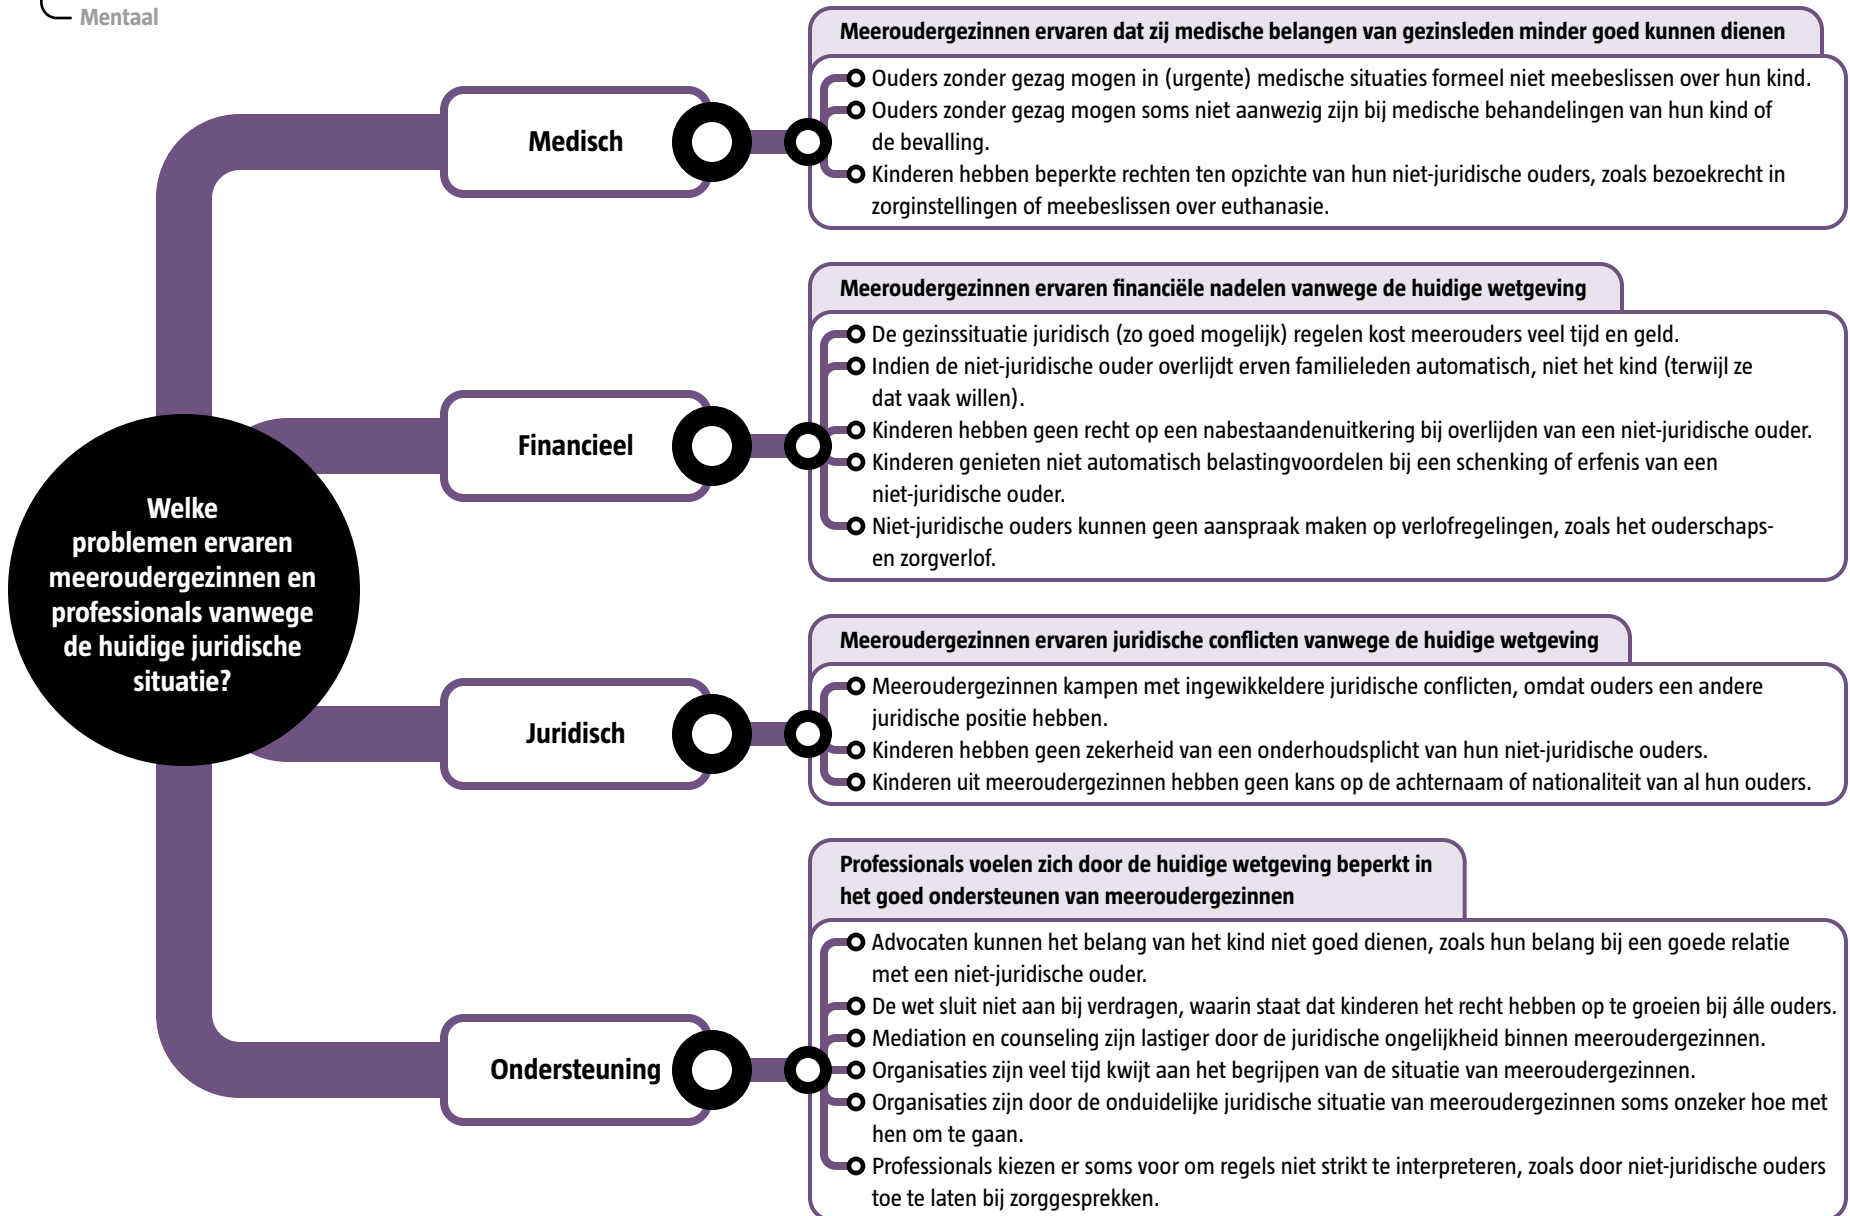 Mentaal
Welke
problemen ervaren
meeroudergezinnen en
professionals vanwege
de huidige juridische
situatie?
Medisch
Meeroudergezinnen ervaren dat zij medische belangen van gezinsleden minder goed kunnen dienen
Ouders zonder gezag mogen in (urgente) medische situaties formeel niet meebeslissen over hun kind.
Ouders zonder gezag mogen soms niet aanwezig zijn bij medische behandelingen van hun kind of
de bevalling.
Kinderen hebben beperkte rechten ten opzichte van hun niet-juridische ouders, zoals bezoekrecht in
zorginstellingen of meebeslissen over euthanasie.
Financieel
Meeroudergezinnen ervaren financiële nadelen vanwege de huidige wetgeving
De gezinssituatie juridisch (zo goed mogelijk) regelen kost meerouders veel tijd en geld.
Indien de niet-juridische ouder overlijdt erven familieleden automatisch, niet het kind (terwijl ze
dat vaak willen).
Kinderen hebben geen recht op een nabestaandenuitkering bij overlijden van een niet-juridische ouder.
Kinderen genieten niet automatisch belastingvoordelen bij een schenking of erfenis van een
niet-juridische ouder.
Niet-juridische ouders kunnen geen aanspraak maken op verlofregelingen, zoals het ouderschaps-
en zorgverlof.
Juridisch
Meeroudergezinnen ervaren juridische conflicten vanwege de huidige wetgeving
Meeroudergezinnen kampen met ingewikkeldere juridische conflicten, omdat ouders een andere
juridische positie hebben.
Kinderen hebben geen zekerheid van een onderhoudsplicht van hun niet-juridische ouders.
Kinderen uit meeroudergezinnen hebben geen kans op de achternaam of nationaliteit van al hun ouders.
Ondersteuning
Professionals voelen zich door de huidige wetgeving beperkt in
het goed ondersteunen van meeroudergezinnen
Advocaten kunnen het belang van het kind niet goed dienen, zoals hun belang bij een goede relatie
met een niet-juridische ouder.
De wet sluit niet aan bij verdragen, waarin staat dat kinderen het recht hebben op te groeien bij álle ouders.
Mediation en counseling zijn lastiger door de juridische ongelijkheid binnen meeroudergezinnen.
Organisaties zijn veel tijd kwijt aan het begrijpen van de situatie van meeroudergezinnen.
Organisaties zijn door de onduidelijke juridische situatie van meeroudergezinnen soms onzeker hoe met
hen om te gaan.
Professionals kiezen er soms voor om regels niet strikt te interpreteren, zoals door niet-juridische ouders
toe te laten bij zorggesprekken.